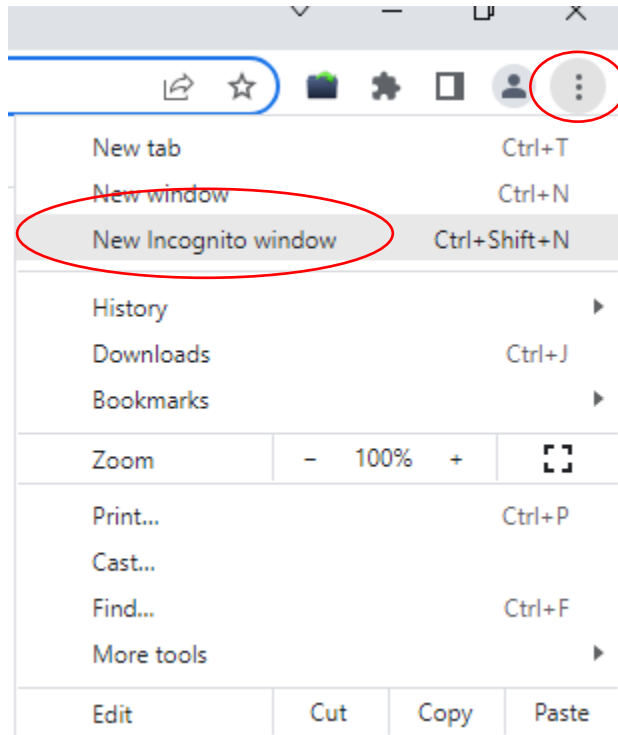 New tab Ctrl+T
New window Ctrl+N
New Incognito window Ctrl+Shift+N
History
Downloads Ctrl+J
Bookmarks
Zoom - 100% +
Print... Ctrl+P
Cast...
Find... Ctrl+F
More tools
Edit Cut Copy Paste